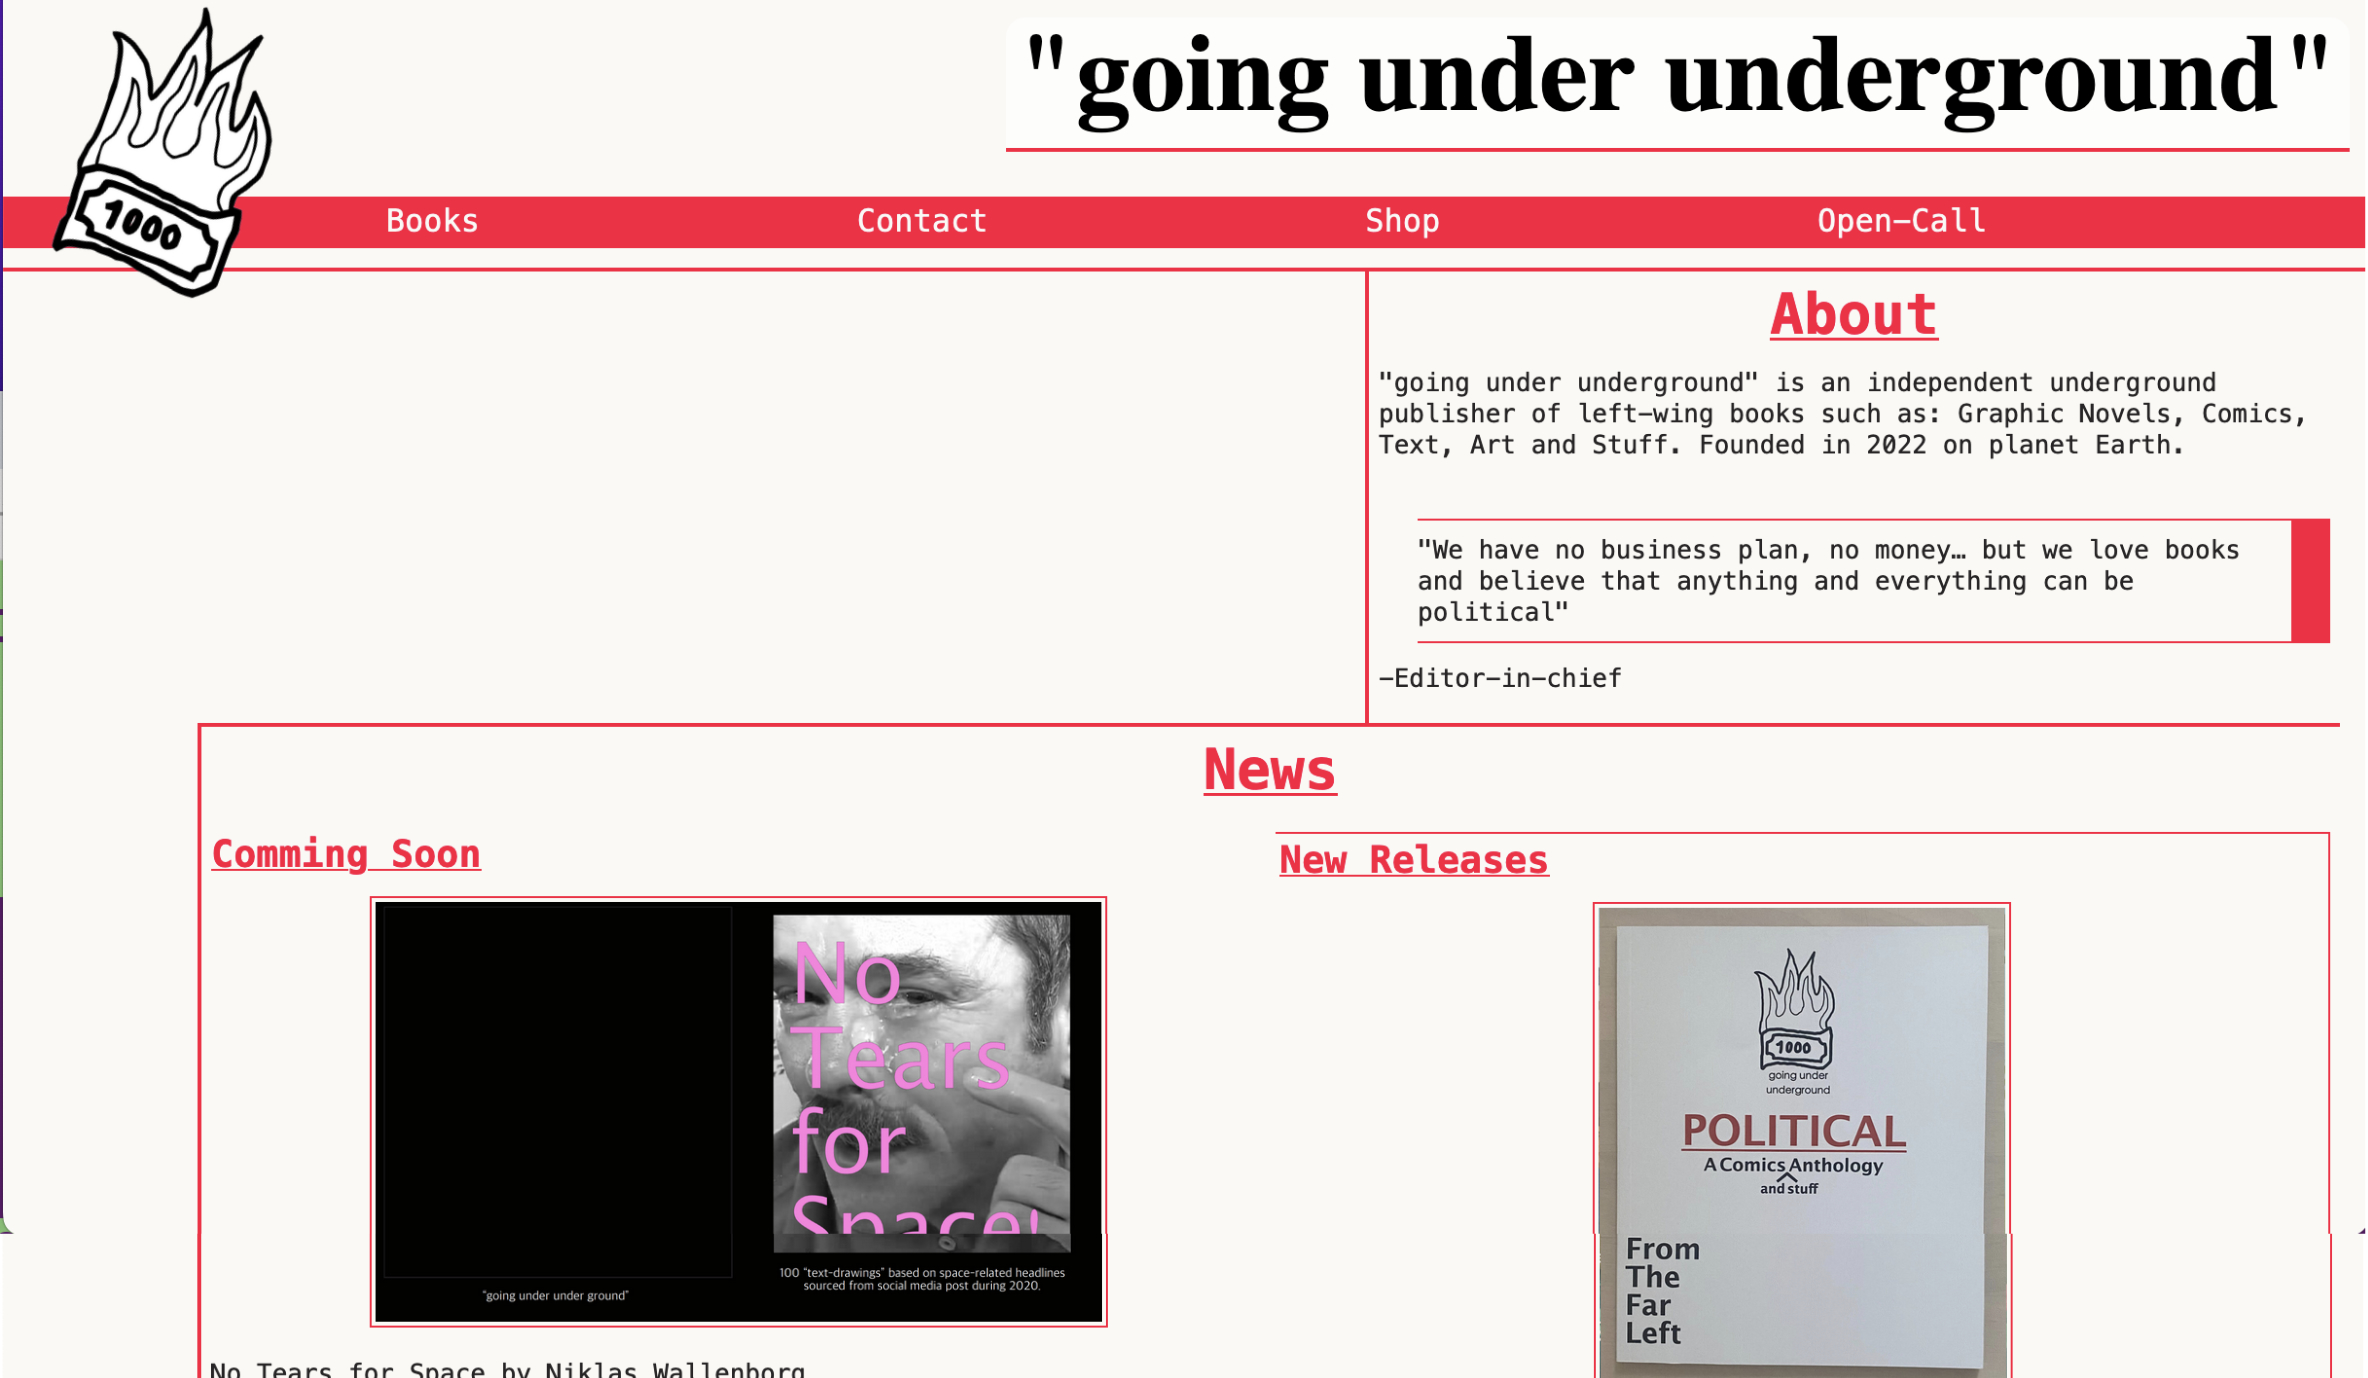 "going under underground"
1000
Books
Contact
Shop
Open-Call
About
"going under underground" is an independent underground
publisher of left-wing books such as: Graphic Novels, Comics,
Text, Art and Stuff. Founded in 2022 on planet Earth.
"We have no business plan, no money… but we love books
and believe that anything and everything can be
political"
-Editor-in-chief
News
Comming Soon
No
Tears
for
Space!
100 "text-drawings" based on space-related headlines
sourced from social media post during 2020.
"going under under ground"
No Tears for Space by Niklas Wallenborg
New Releases
1000
going under
underground
POLITICAL
A Comics Anthology
and stuff
From
The
Far
Left